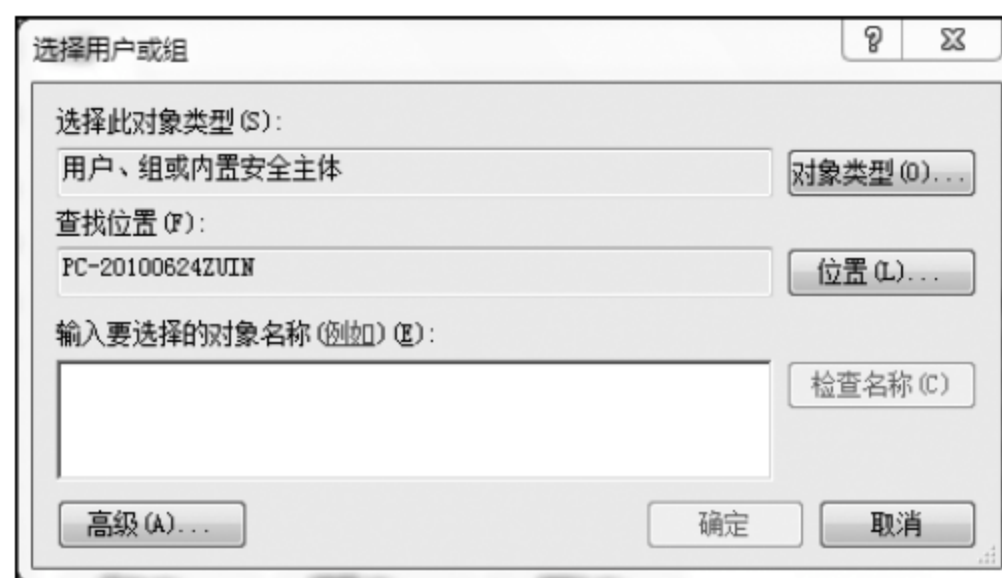 选择用户或组
选择此对象类型(S):
用户、组或内置安全主体
对象类型(O)...
查找位置(F):
PC-20100624ZUIN
位置(L)...
输入要选择的对象名称(例如)(E):
检查名称(C)
高级(A)...
确定
取消